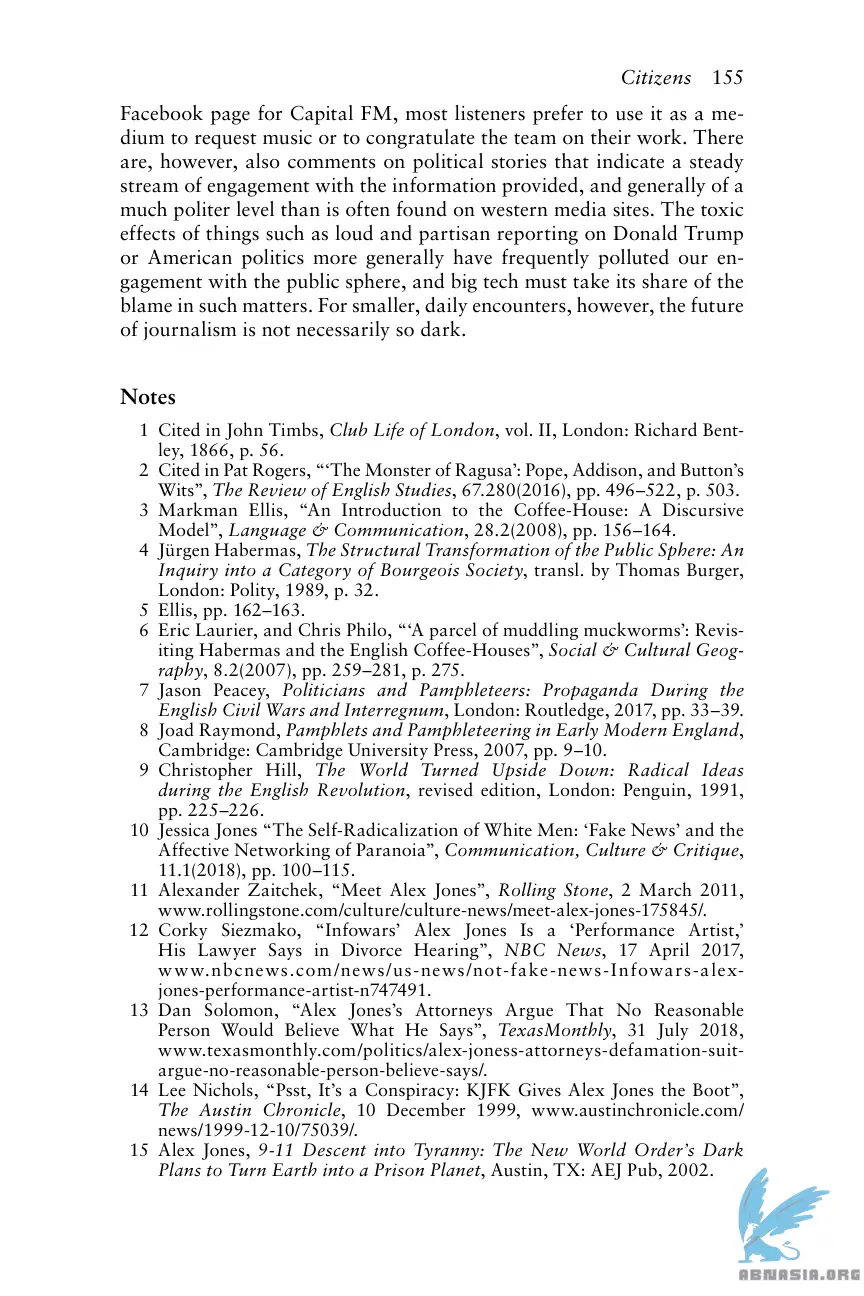 Citizens 155
Facebook page for Capital FM, most listeners prefer to use it as a me-
dium to request music or to congratulate the team on their work. There
are, however, also comments on political stories that indicate a steady
stream of engagement with the information provided, and generally of a
much politer level than is often found on western media sites. The toxic
effects of things such as loud and partisan reporting on Donald Trump
or American politics more generally have frequently polluted our en-
gagement with the public sphere, and big tech must take its share of the
blame in such matters. For smaller, daily encounters, however, the future
of journalism is not necessarily so dark.
Notes
1 Cited in John Timbs, Club Life of London, vol. II, London: Richard Bent-
ley, 1866, p. 56.
2 Cited in Pat Rogers, “‘The Monster of Ragusa’: Pope, Addison, and Button’s
Wits”, The Review of English Studies, 67.280(2016), pp. 496–522, p. 503.
3 Markman Ellis, “An Introduction to the Coffee-House: A Discursive
Model”, Language & Communication, 28.2(2008), pp. 156–164.
4 Jürgen Habermas, The Structural Transformation of the Public Sphere: An
Inquiry into a Category of Bourgeois Society, transl. by Thomas Burger,
London: Polity, 1989, p. 32.
5 Ellis, pp. 162–163.
6 Eric Laurier, and Chris Philo, “‘A parcel of muddling muckworms’: Revis-
iting Habermas and the English Coffee-Houses”, Social & Cultural Geog-
raphy, 8.2(2007), pp. 259–281, p. 275.
7 Jason Peacey, Politicians and Pamphleteers: Propaganda During the
English Civil Wars and Interregnum, London: Routledge, 2017, pp. 33–39.
8 Joad Raymond, Pamphlets and Pamphleteering in Early Modern England,
Cambridge: Cambridge University Press, 2007, pp. 9–10.
9 Christopher Hill, The World Turned Upside Down: Radical Ideas
during the English Revolution, revised edition, London: Penguin, 1991,
pp. 225–226.
10 Jessica Jones “The Self-Radicalization of White Men: ‘Fake News’ and the
Affective Networking of Paranoia”, Communication, Culture & Critique,
11.1(2018), pp. 100–115.
11 Alexander Zaitchek, “Meet Alex Jones”, Rolling Stone, 2 March 2011,
www.rollingstone.com/culture/culture-news/meet-alex-jones-175845/.
12 Corky Siezmako, “Infowars’ Alex Jones Is a ‘Performance Artist,’
His Lawyer Says in Divorce Hearing”, NBC News, 17 April 2017,
www.nbcnews.com/news/us-news/not-fake-news-Infowars-alex-
jones-performance-artist-n747491.
13 Dan Solomon, “Alex Jones’s Attorneys Argue That No Reasonable
Person Would Believe What He Says”, TexasMonthly, 31 July 2018,
www.texasmonthly.com/politics/alex-joness-attorneys-defamation-suit-
argue-no-reasonable-person-believe-says/.
14 Lee Nichols, “Psst, It’s a Conspiracy: KJFK Gives Alex Jones the Boot”,
The Austin Chronicle, 10 December 1999, www.austinchronicle.com/
news/1999-12-10/75039/.
15 Alex Jones, 9-11 Descent into Tyranny: The New World Order’s Dark
Plans to Turn Earth into a Prison Planet, Austin, TX: AEJ Pub, 2002.
ABNASIA.ORG